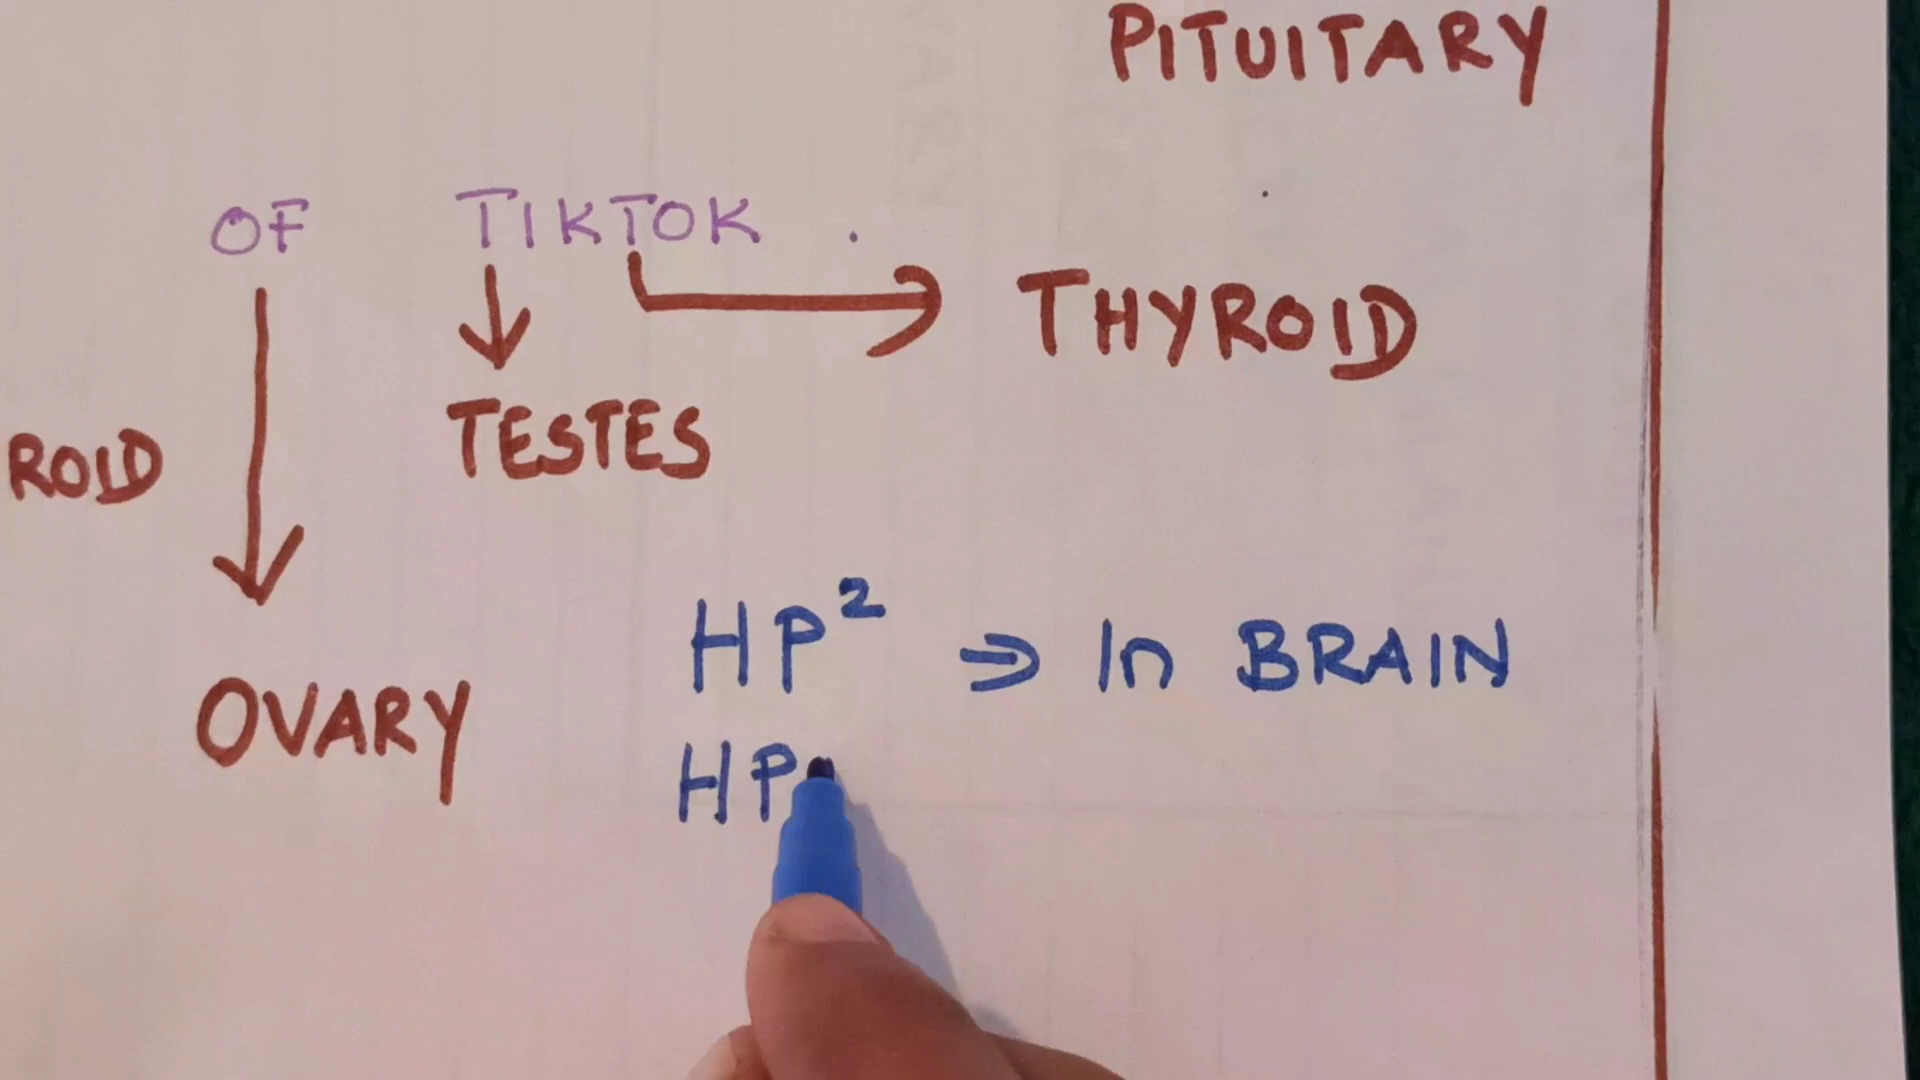 PITUITARY
OF TIKTOK .
THYROID
TESTES
ROID
OVARY
HP² ⇒ In BRAIN
HP